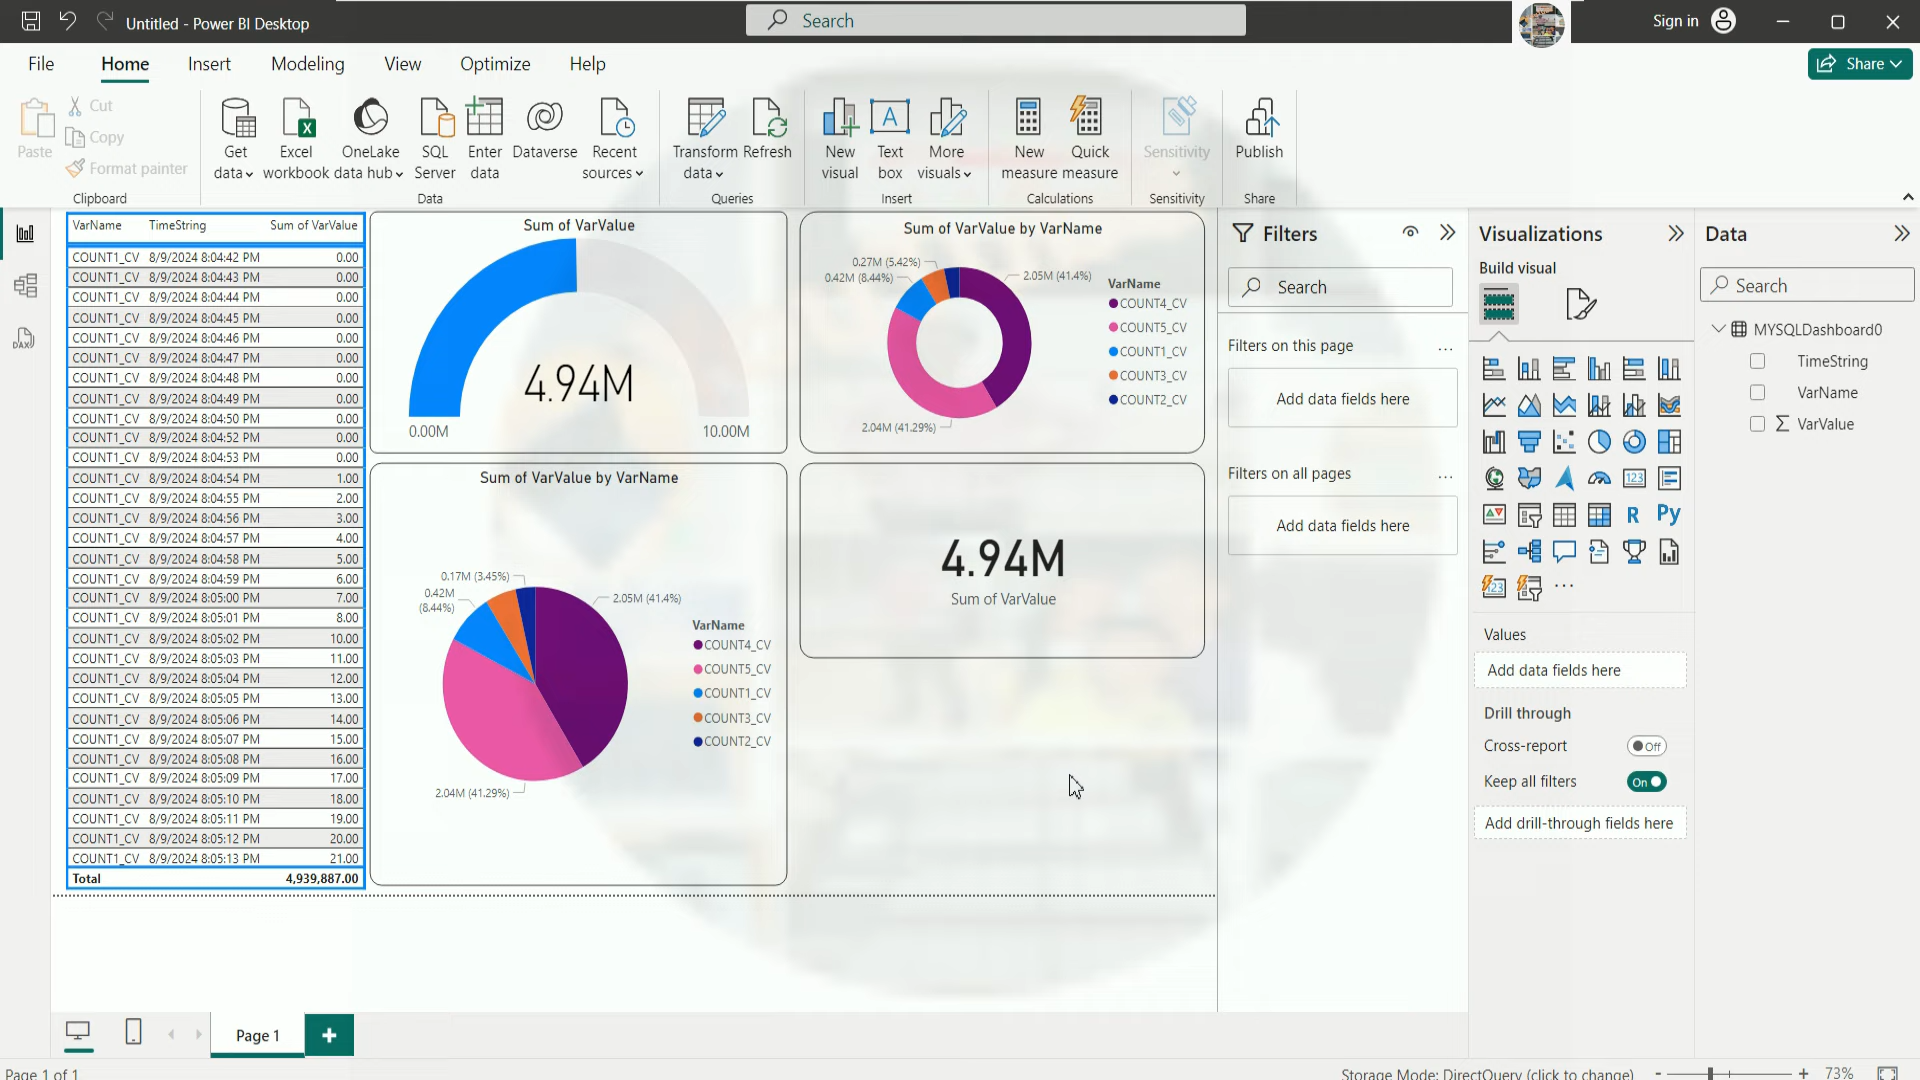 Untitled - Power BI Desktop
Search
Sign in
File Home Insert Modeling View Optimize Help
Share
Paste
Cut
Copy
Format painter
Clipboard
Get data
Excel workbook
OneLake data hub
SQL Server
Enter data
Dataverse
Recent sources
Data
Transform data
Refresh
Queries
New visual
Text box
More visuals
Insert
New measure
Quick measure
Calculations
Sensitivity
Sensitivity
Publish
Share
VarName TimeString Sum of VarValue
COUNT1_CV 8/9/2024 8:04:42 PM 0.00
COUNT1_CV 8/9/2024 8:04:43 PM 0.00
COUNT1_CV 8/9/2024 8:04:44 PM 0.00
COUNT1_CV 8/9/2024 8:04:45 PM 0.00
COUNT1_CV 8/9/2024 8:04:46 PM 0.00
COUNT1_CV 8/9/2024 8:04:47 PM 0.00
COUNT1_CV 8/9/2024 8:04:48 PM 0.00
COUNT1_CV 8/9/2024 8:04:49 PM 0.00
COUNT1_CV 8/9/2024 8:04:50 PM 0.00
COUNT1_CV 8/9/2024 8:04:52 PM 0.00
COUNT1_CV 8/9/2024 8:04:53 PM 0.00
COUNT1_CV 8/9/2024 8:04:54 PM 1.00
COUNT1_CV 8/9/2024 8:04:55 PM 2.00
COUNT1_CV 8/9/2024 8:04:56 PM 3.00
COUNT1_CV 8/9/2024 8:04:57 PM 4.00
COUNT1_CV 8/9/2024 8:04:58 PM 5.00
COUNT1_CV 8/9/2024 8:04:59 PM 6.00
COUNT1_CV 8/9/2024 8:05:00 PM 7.00
COUNT1_CV 8/9/2024 8:05:01 PM 8.00
COUNT1_CV 8/9/2024 8:05:02 PM 10.00
COUNT1_CV 8/9/2024 8:05:03 PM 11.00
COUNT1_CV 8/9/2024 8:05:04 PM 12.00
COUNT1_CV 8/9/2024 8:05:05 PM 13.00
COUNT1_CV 8/9/2024 8:05:06 PM 14.00
COUNT1_CV 8/9/2024 8:05:07 PM 15.00
COUNT1_CV 8/9/2024 8:05:08 PM 16.00
COUNT1_CV 8/9/2024 8:05:09 PM 17.00
COUNT1_CV 8/9/2024 8:05:10 PM 18.00
COUNT1_CV 8/9/2024 8:05:11 PM 19.00
COUNT1_CV 8/9/2024 8:05:12 PM 20.00
COUNT1_CV 8/9/2024 8:05:13 PM 21.00
Total 4,939,887.00
Sum of VarValue
4.94M
0.00M 10.00M
Sum of VarValue by VarName
0.27M (5.42%)
0.42M (8.44%)
2.05M (41.4%)
2.04M (41.29%)
VarName
COUNT4_CV
COUNT5_CV
COUNT1_CV
COUNT3_CV
COUNT2_CV
Sum of VarValue by VarName
0.17M (3.45%)
0.42M
(8.44%)
2.05M (41.4%)
2.04M (41.29%)
VarName
COUNT4_CV
COUNT5_CV
COUNT1_CV
COUNT3_CV
COUNT2_CV
4.94M
Sum of VarValue
Filters
Search
Filters on this page ...
Add data fields here
Filters on all pages ...
Add data fields here
Visualizations
Build visual
123
R Py
123
...
Values
Add data fields here
Drill through
Cross-report Off
Keep all filters On
Add drill-through fields here
Data
Search
MYSQLDashboard0
TimeString
VarName
Σ VarValue
DAX
Page 1
Page 1 of 1
Storage Mode: DirectQuery (click to change)
- + 73%